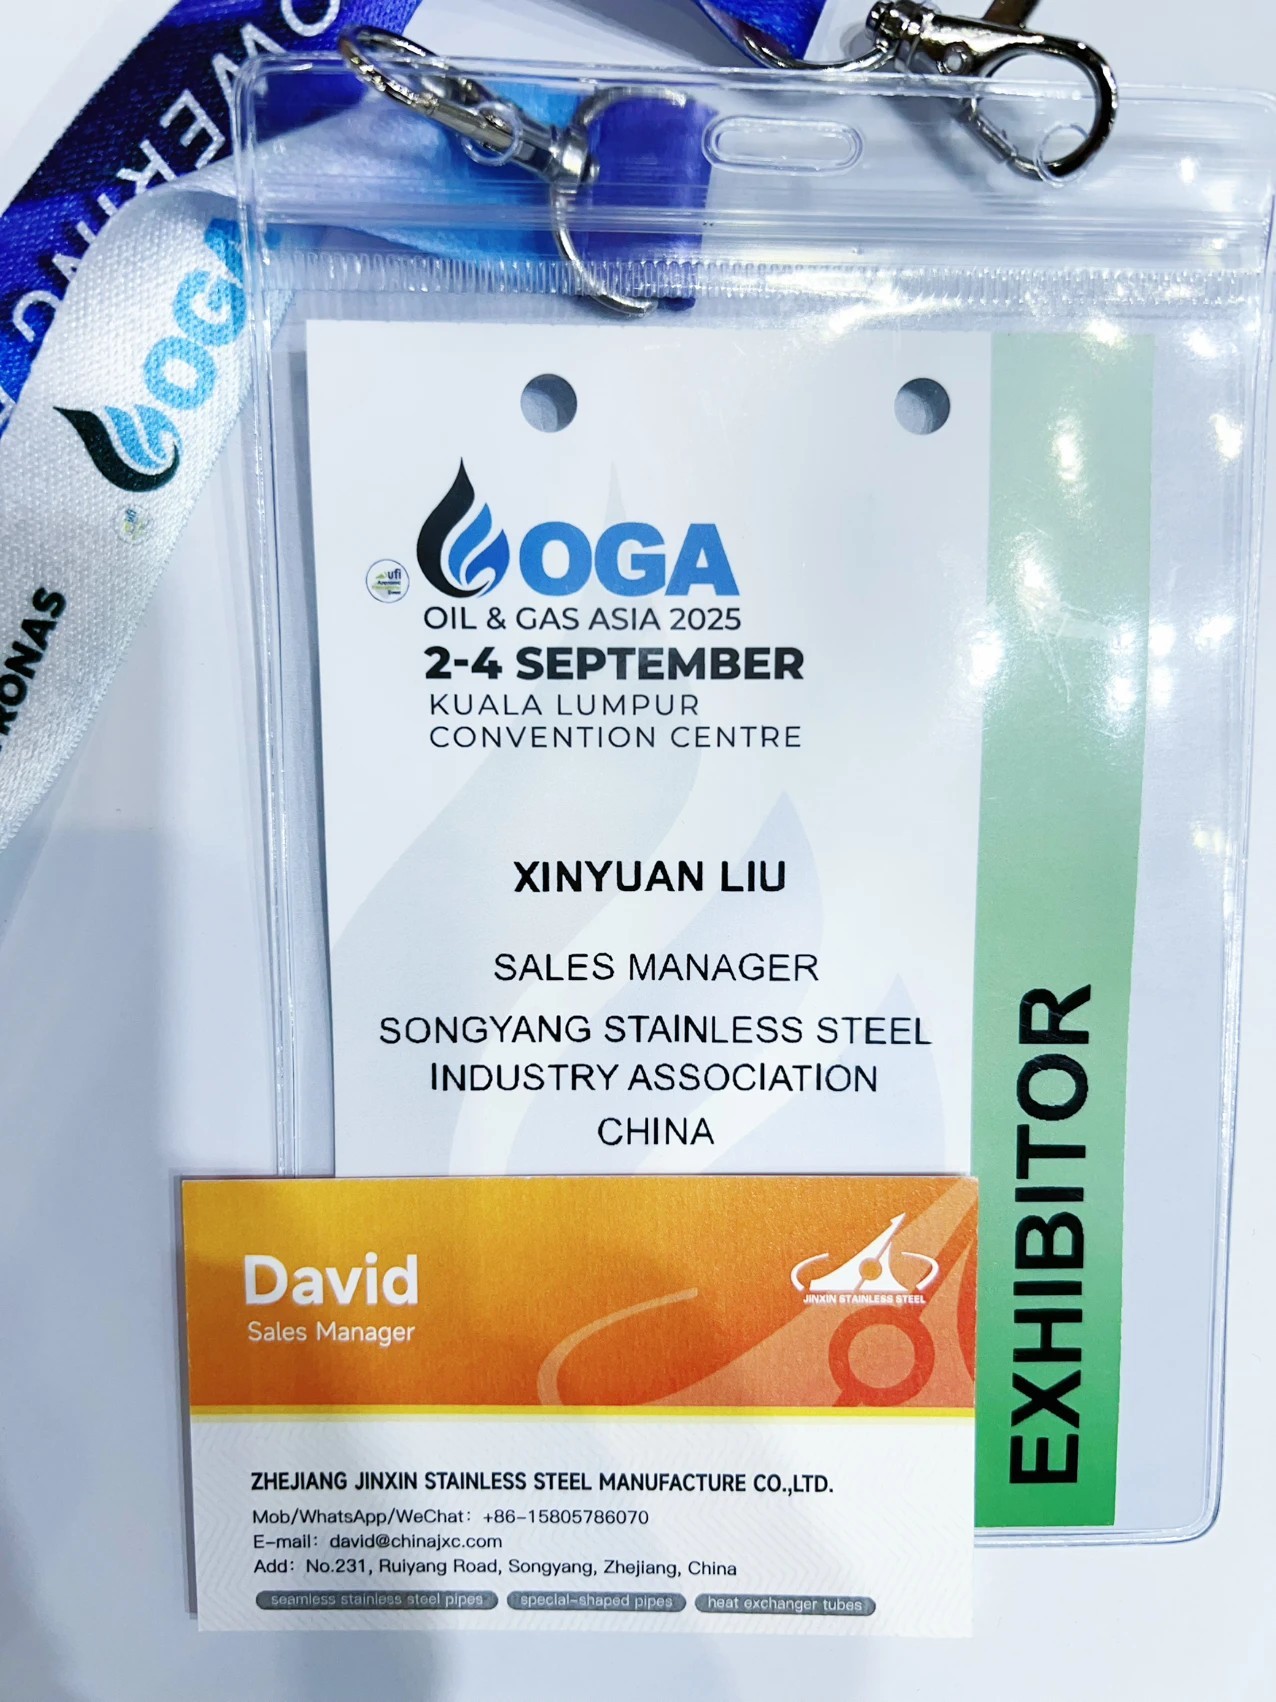 OGA
RONAS
ufi
OGA
OIL & GAS ASIA 2025
2-4 SEPTEMBER
KUALA LUMPUR
CONVENTION CENTRE
XINYUAN LIU
SALES MANAGER
SONGYANG STAINLESS STEEL
INDUSTRY ASSOCIATION
CHINA
EXHIBITOR
David
Sales Manager
JINXIN STAINLESS STEEL
ZHEJIANG JINXIN STAINLESS STEEL MANUFACTURE CO.,LTD.
Mob/WhatsApp/WeChat: +86-15805786070
E-mail: david@chinajxc.com
Add: No.231, Ruiyang Road, Songyang, Zhejiang, China
seamless stainless steel pipes special-shaped pipes heat exchanger tubes